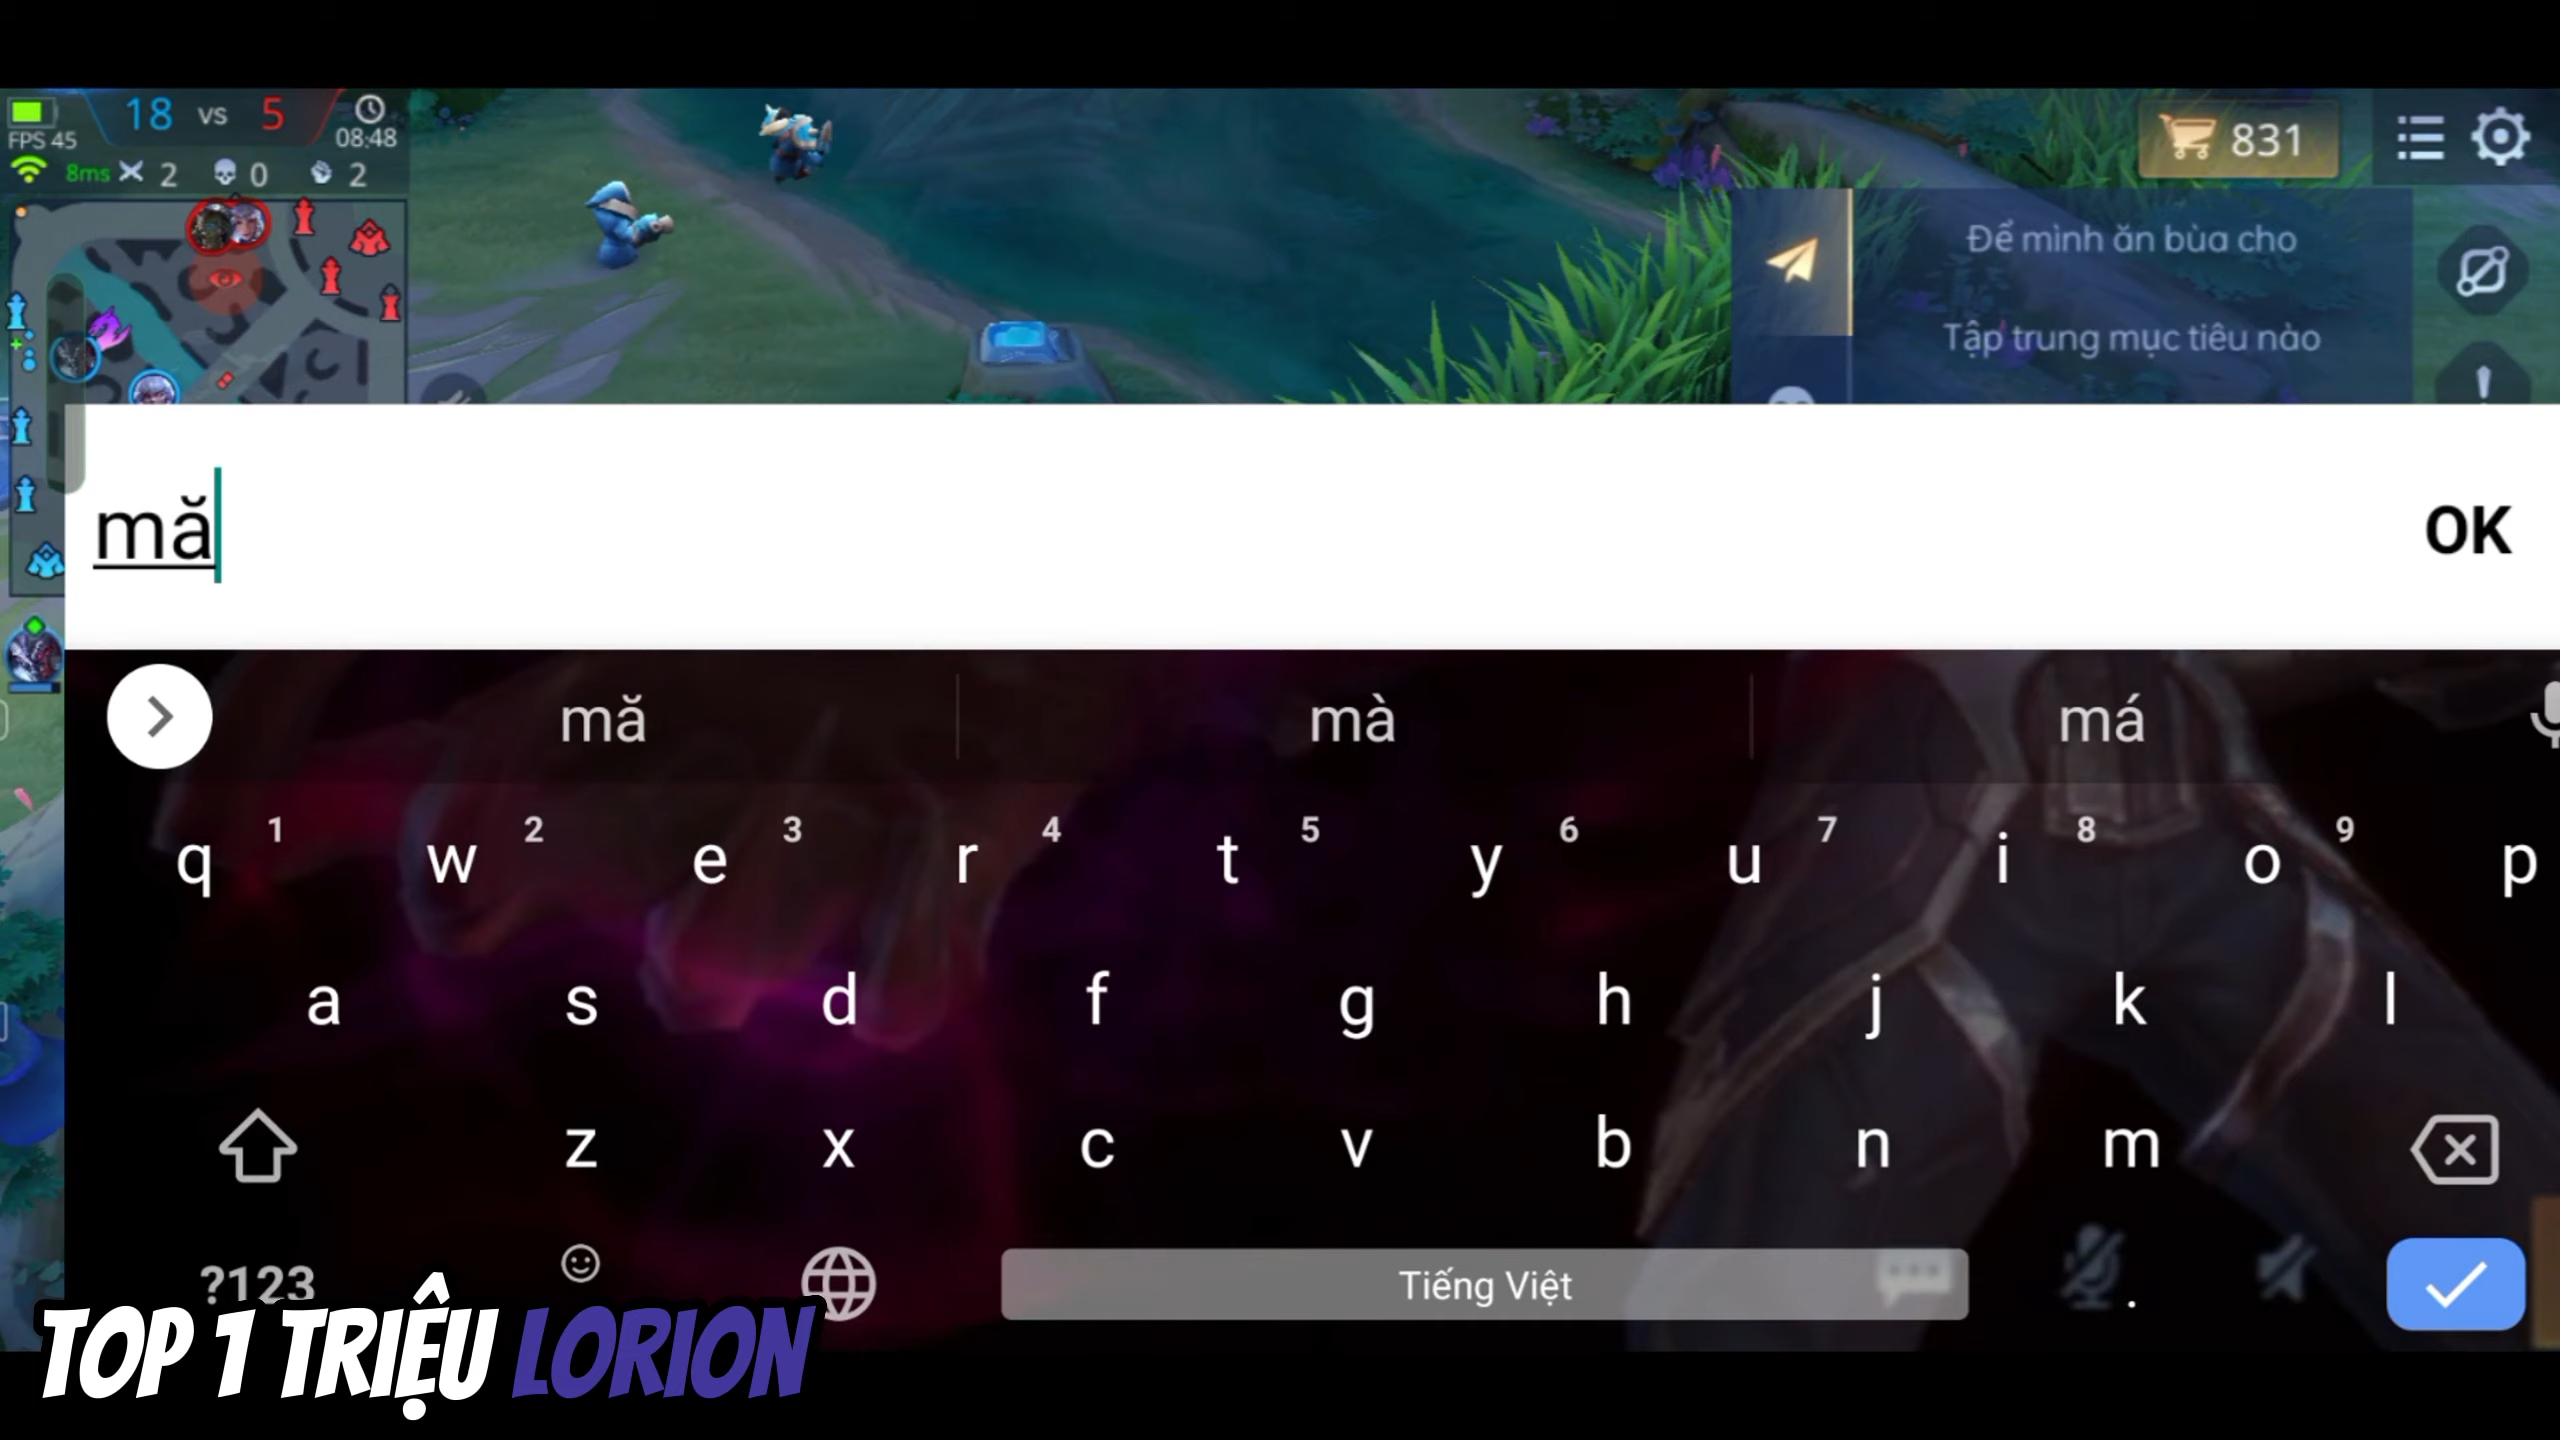 18 vs 5
08:48
FPS 45
8ms 2 0 2
831
Để mình ăn bùa cho
Tập trung mục tiêu nào
mă
OK
mă mà má
q 1 w 2 e 3 r 4 t 5 y 6 u 7 i 8 o 9 p
a s d f g h j k l
z x c v b n m
?123 Tiếng Việt .
TOP 1 TRIỆU LORION